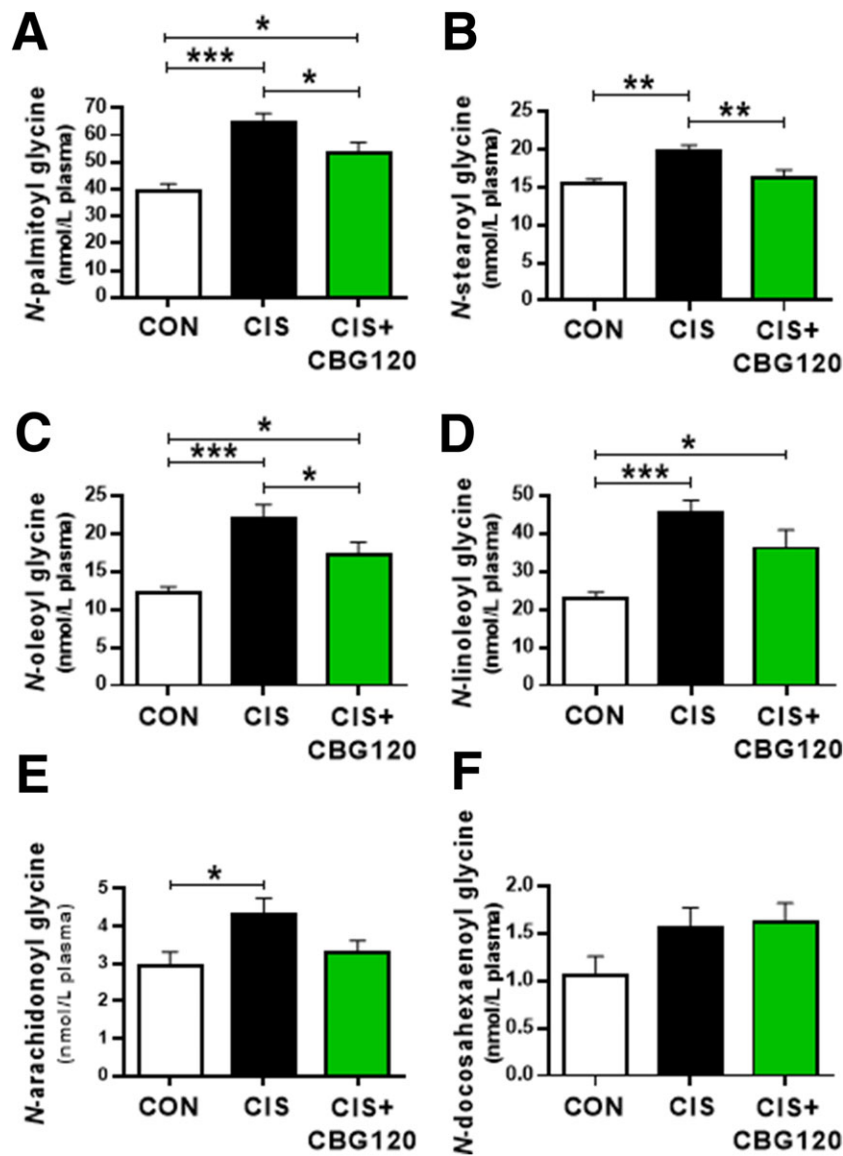 A
*
***
*
N-palmitoyl glycine
(nmol/L plasma)
70
60
50
40
30
20
10
0
CON
CIS
CIS+
CBG120
B
**
**
N-stearoyl glycine
(nmol/L plasma)
25
20
15
10
5
0
CON
CIS
CIS+
CBG120
C
*
***
*
N-oleoyl glycine
(nmol/L plasma)
25
20
15
10
5
0
CON
CIS
CIS+
CBG120
D
*
***
N-linoleoyl glycine
(nmol/L plasma)
50
40
30
20
10
0
CON
CIS
CIS+
CBG120
E
*
N-arachidonoyl glycine
(nmol/L plasma)
5
4
3
2
1
0
CON
CIS
CIS+
CBG120
F
N-docosahexaenoyl glycine
(nmol/L plasma)
2.0
1.5
1.0
0.5
0.0
CON
CIS
CIS+
CBG120